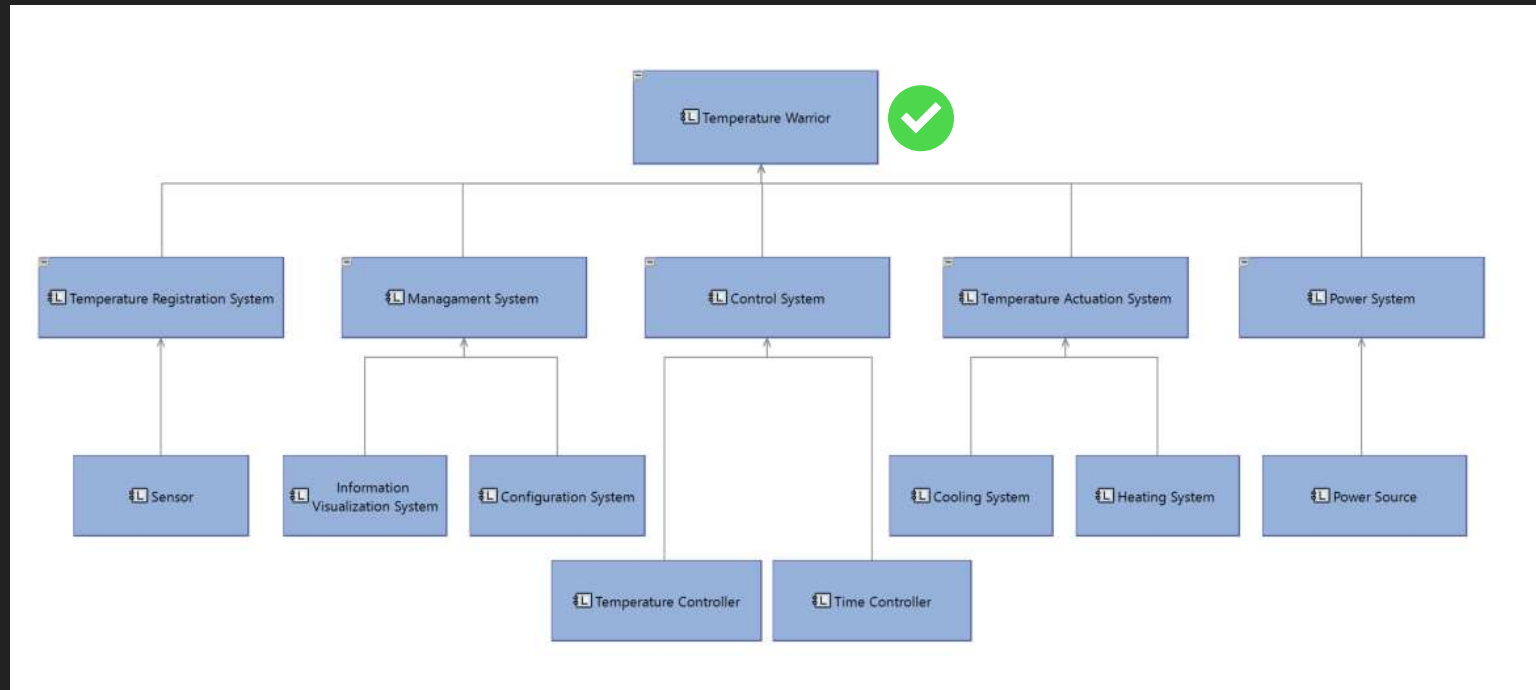 Temperature Warrior
Temperature Registration System
Managament System
Control System
Temperature Actuation System
Power System
Sensor
Information
Visualization System
Configuration System
Cooling System
Heating System
Power Source
Temperature Controller
Time Controller